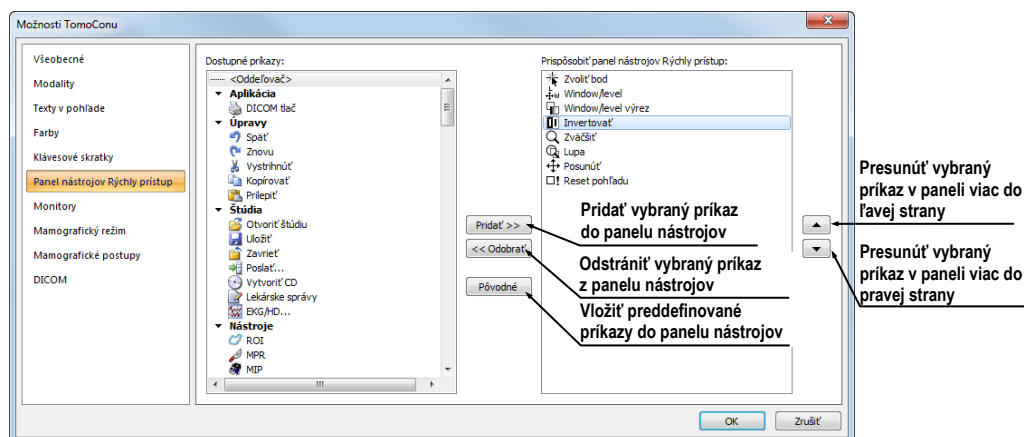 Možnosti TomoConu
Všeobecné
Modality
Texty v pohľade
Farby
Klávesové skratky
Panel nástrojov Rýchly prístup
Monitory
Mamografický režim
Mamografické postupy
DICOM
Dostupné príkazy:
<Oddeľovač>
Aplikácia
DICOM tlač
Úpravy
Späť
Znovu
Vystrihnúť
Kopírovať
Prilepiť
Štúdia
Otvoriť štúdiu
Uložiť
Zavrieť
Poslať...
Vytvoriť CD
Lekárske správy
EKG/HD...
Nástroje
ROI
MPR
MIP
Pridať >>
<< Odobrať
Pôvodné
Prispôsobiť panel nástrojov Rýchly prístup:
Zvoliť bod
Window/level
Window/level výrez
Invertovať
Zväčšiť
Lupa
Posunúť
Reset pohľadu
Pridať vybraný príkaz
do panelu nástrojov
Odstrániť vybraný príkaz
z panelu nástrojov
Vložiť preddefinované
príkazy do panelu nástrojov
Presunúť vybraný
príkaz v paneli viac do
ľavej strany
Presunúť vybraný
príkaz v paneli viac do
pravej strany
OK
Zrušiť